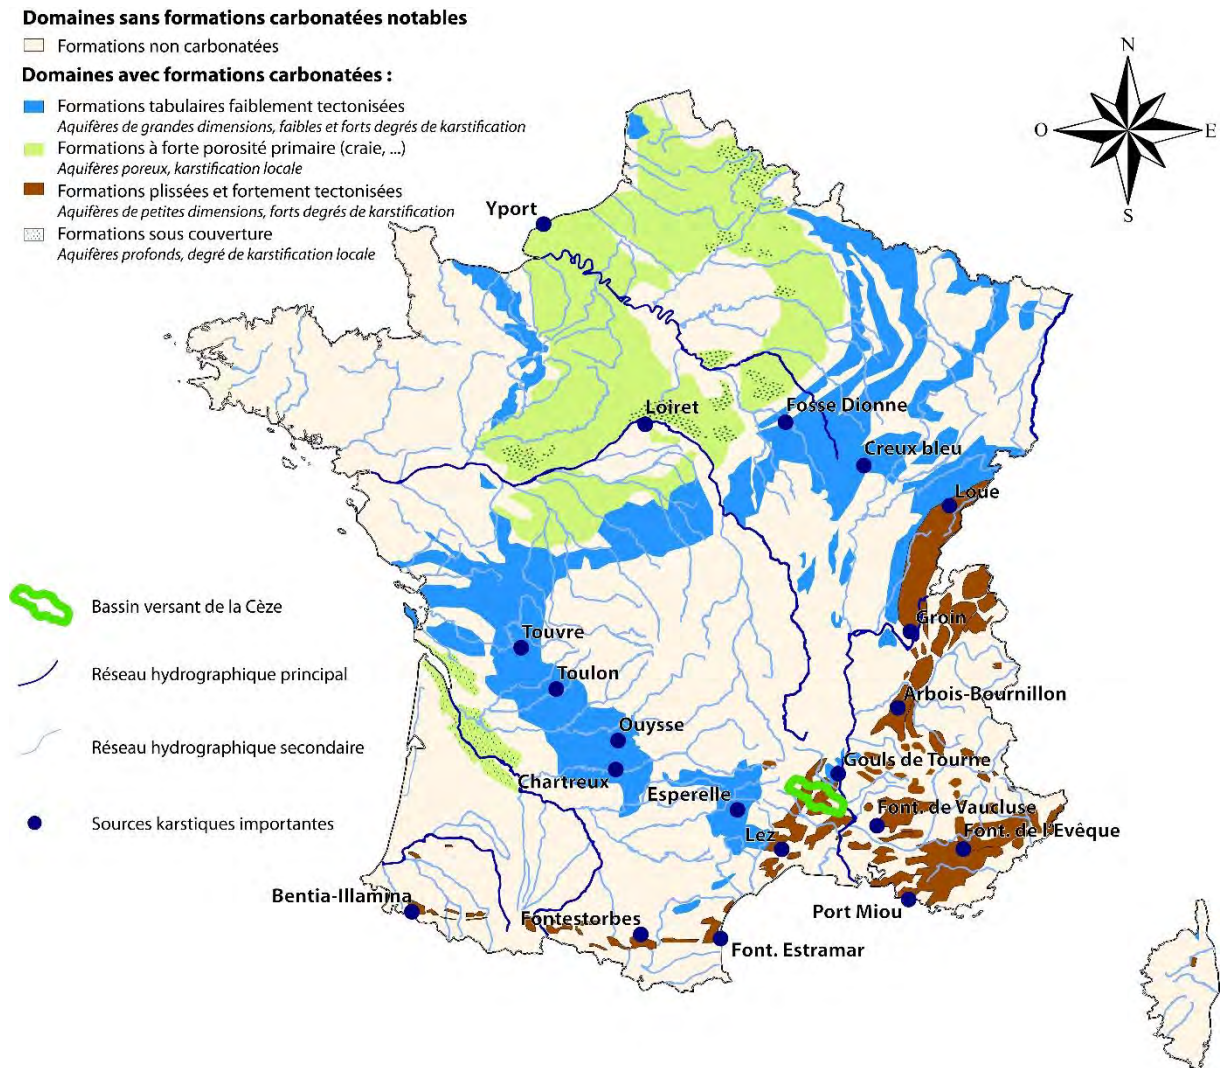 Domaines sans formations carbonatées notables
Formations non carbonatées
Domaines avec formations carbonatées :
Formations tabulaires faiblement tectonisées
Aquifères de grandes dimensions, faibles et forts degrés de karstification
Formations à forte porosité primaire (craie, ...)
Aquifères poreux, karstification locale
Formations plissées et fortement tectonisées
Aquifères de petites dimensions, forts degrés de karstification
Formations sous couverture
Aquifères profonds, degré de karstification locale
N
O
E
S
Yport
Loiret
Fosse Dionne
Creux bleu
Loue
Bassin versant de la Cèze
Groin
Touvre
Réseau hydrographique principal
Toulon
Arbois-Bournillon
Ouysse
Réseau hydrographique secondaire
Gouls de Tourne
Chartreux
Esperelle
Font. de Vaucluse
Sources karstiques importantes
Font. de l'Evêque
Lez
Bentia-Illamina
Port Miou
Fontestorbes
Font. Estramar